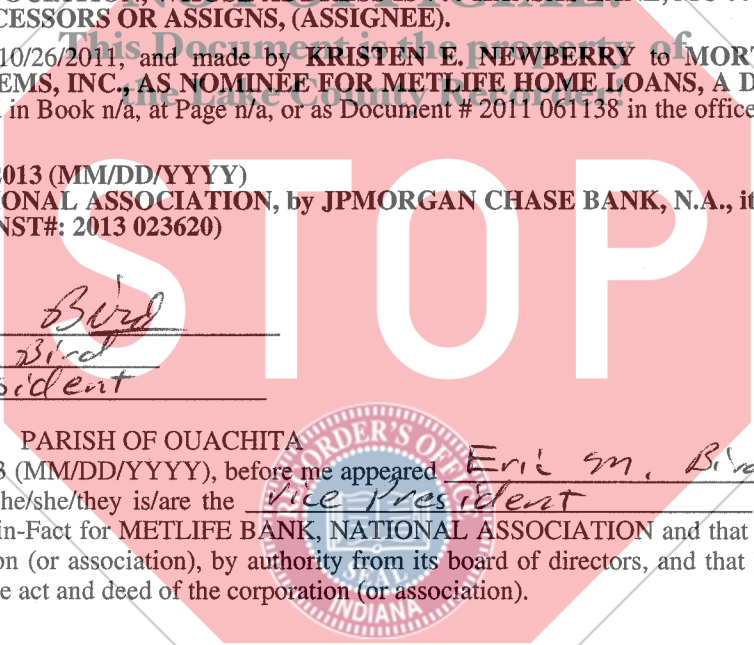 CESSORS OR ASSIGNS, (ASSIGNEE).
This Document is the property of
10/26/2011, and made by KRISTEN E. NEWBERRY to MOR
EMS, INC., AS NOMINEE FOR METLIFE HOME LOANS, A D
the Lake County Recorder!
in Book n/a, at Page n/a, or as Document # 2011 061138 in the office
2013 (MM/DD/YYYY)
IONAL ASSOCIATION, by JPMORGAN CHASE BANK, N.A., it
NST#: 2013 023620)
STOP
Bird
Bird
sident
PARISH OF OUACHITA
3 (MM/DD/YYYY), before me appeared Eric M. Bird
he/she/they is/are the Vice President
in-Fact for METLIFE BANK, NATIONAL ASSOCIATION and that
on (or association), by authority from its board of directors, and that
e act and deed of the corporation (or association).
RECORDER'S OFFICE
SEAL
INDIANA